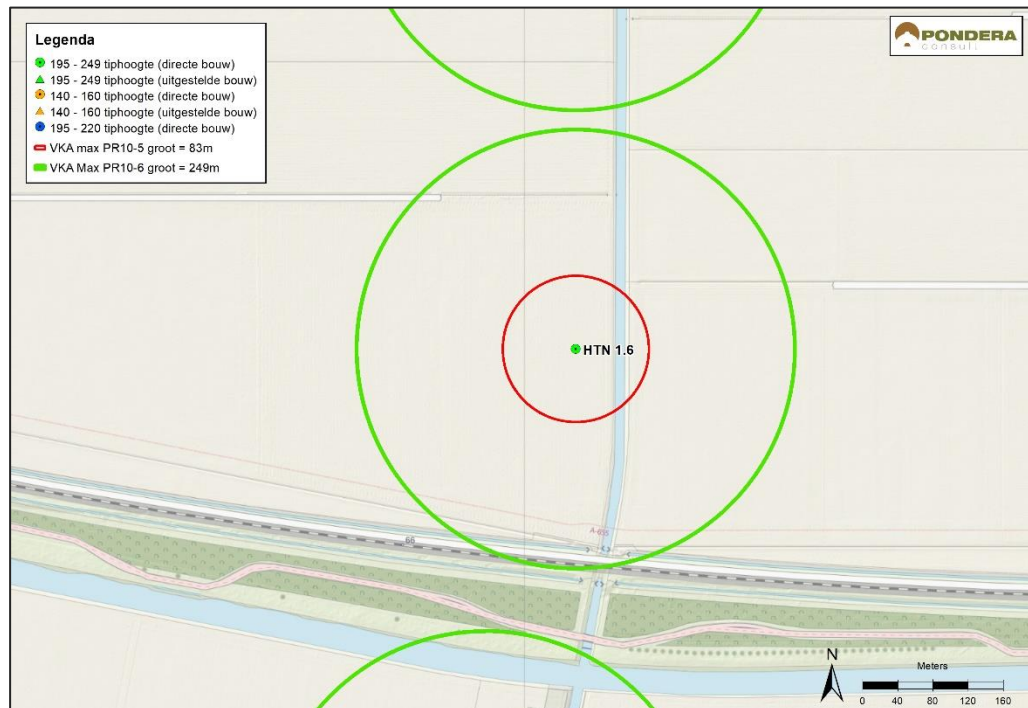 Legenda
195 - 249 tiphoogte (directe bouw)
195 - 249 tiphoogte (uitgestelde bouw)
140 - 160 tiphoogte (directe bouw)
140 - 160 tiphoogte (uitgestelde bouw)
195 - 220 tiphoogte (directe bouw)
VKA max PR10-5 groot = 83m
VKA Max PR10-6 groot = 249m
PONDERA
consult
HTN 1.6
A-655
66
N
Meters
0 40 80 120 160